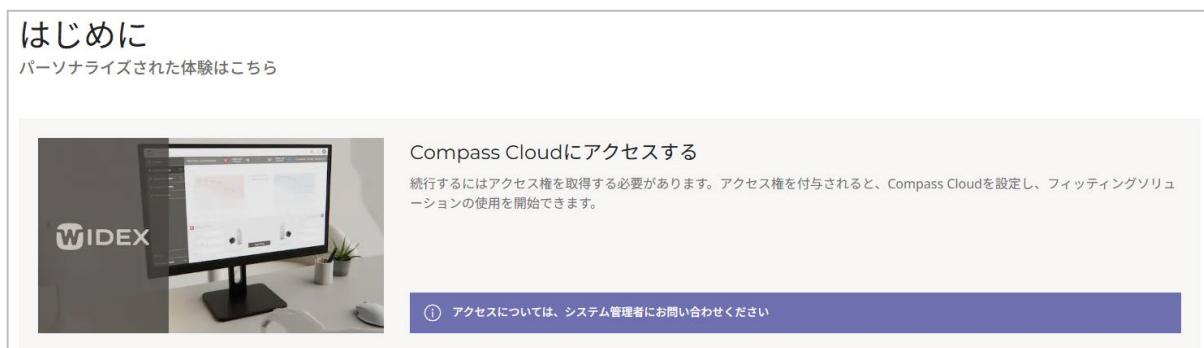 はじめに
パーソナライズされた体験はこちら
Compass Cloudにアクセスする
続行するにはアクセス権を取得する必要があります。アクセス権を付与されると、Compass Cloudを設定し、フィッティングソリュ
ーションの使用を開始できます。
WIDEX
アクセスについては、システム管理者にお問い合わせください